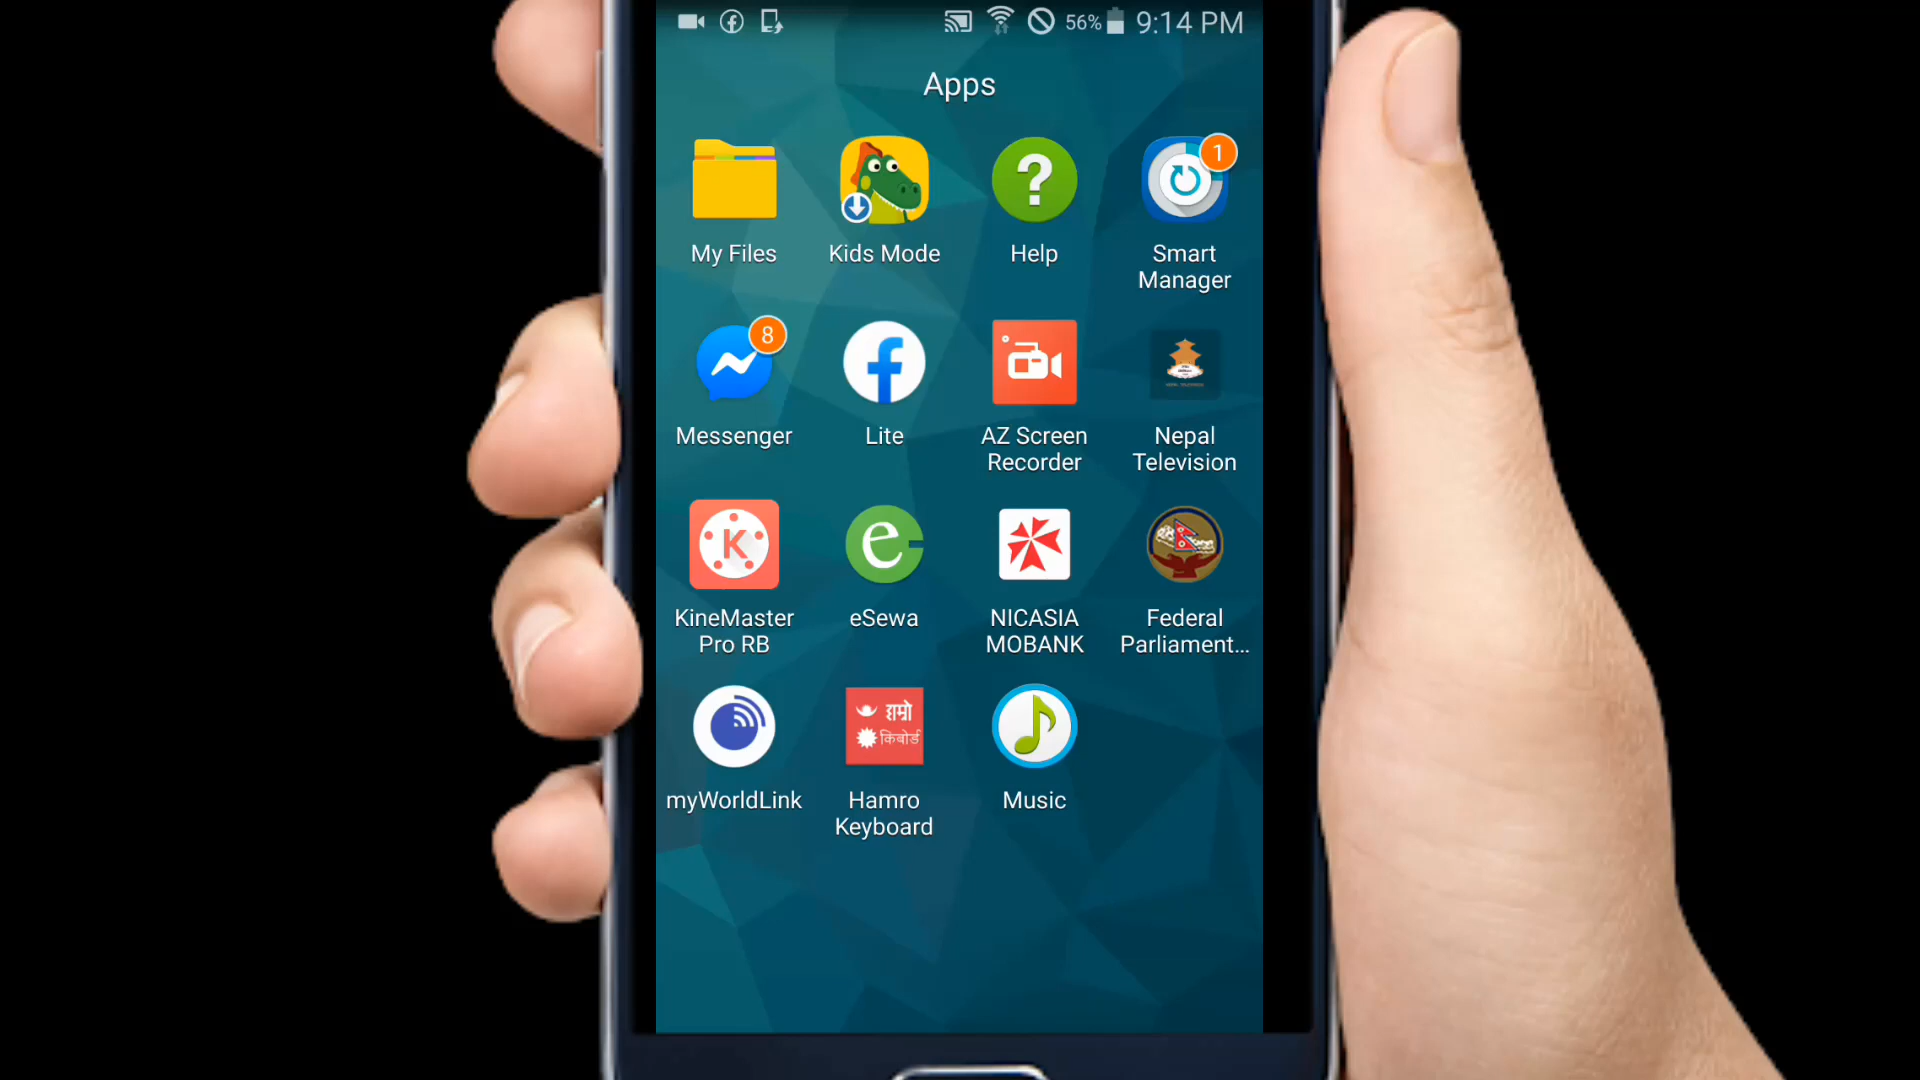 56% 9:14 PM
Apps
1
My Files
Kids Mode
Help
Smart
Manager
8
Messenger
Lite
AZ Screen
Recorder
Nepal
Television
K
e
KineMaster
Pro RB
eSewa
NICASIA
MOBANK
Federal
Parliament...
हाम्रो
किबोर्ड
myWorldLink
Hamro
Keyboard
Music